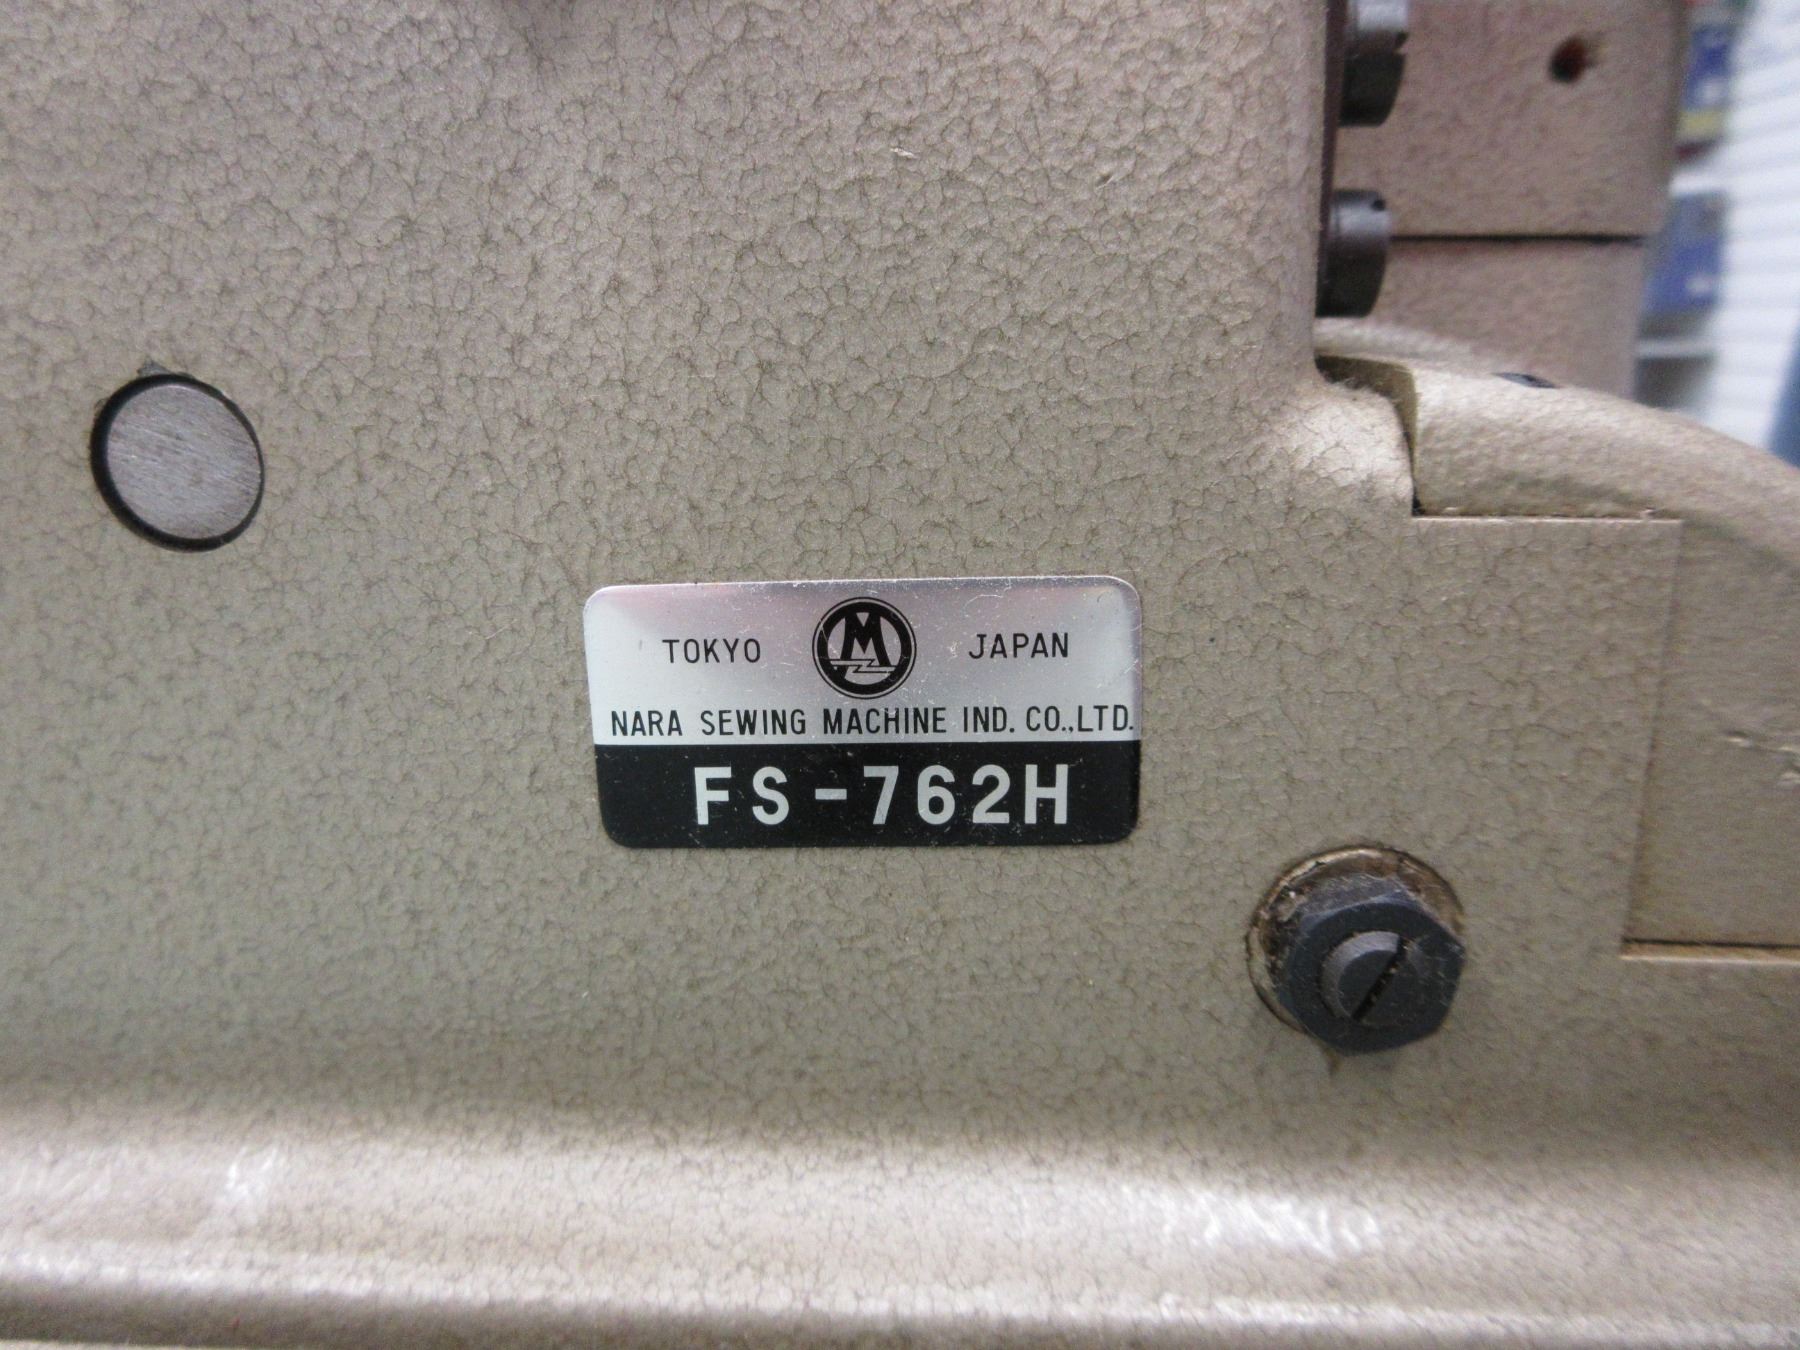 TOKYO M JAPAN
NARA SEWING MACHINE IND. CO.,LTD.
FS-762H